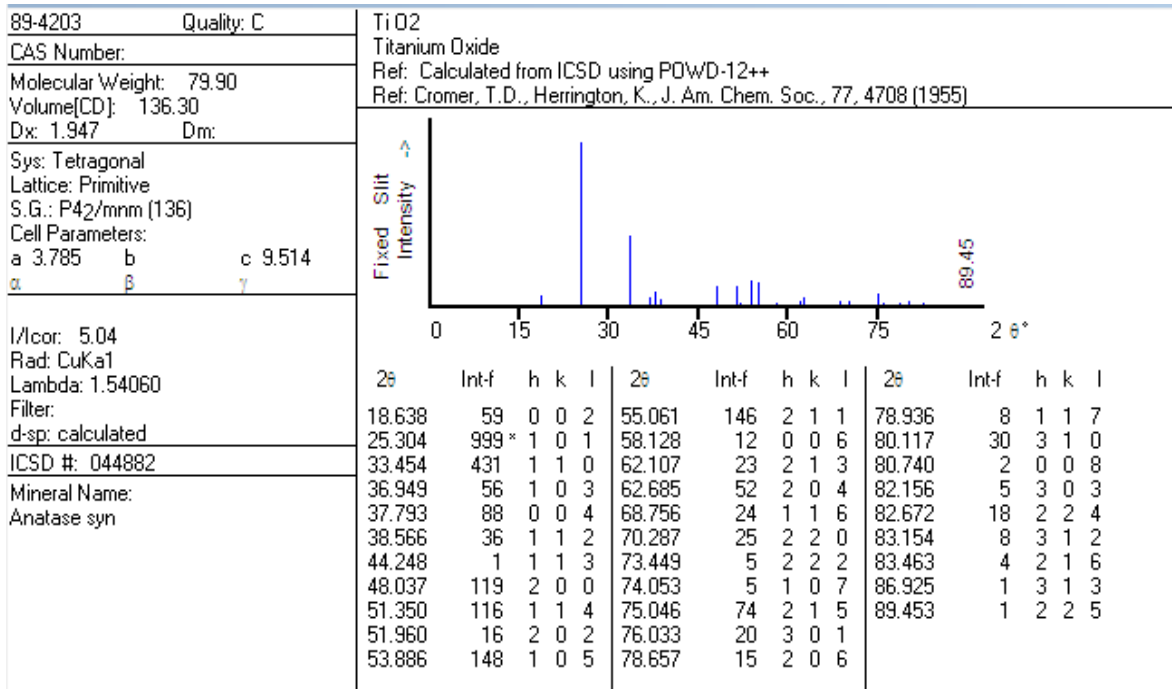 89-4203 Quality: C
CAS Number:
Molecular Weight: 79.90
Volume[CD]: 136.30
Dx: 1.947 Dm:
Sys: Tetragonal
Lattice: Primitive
S.G.: P42/mnm (136)
Cell Parameters:
a 3.785 b c 9.514
α β γ
I/Icor: 5.04
Rad: CuKa1
Lambda: 1.54060
Filter:
d-sp: calculated
ICSD #: 044882
Mineral Name:
Anatase syn
Ti O2
Titanium Oxide
Ref: Calculated from ICSD using POWD-12++
Ref: Cromer, T.D., Herrington, K., J. Am. Chem. Soc., 77, 4708 (1955)
Fixed Slit
Intensity ->
89.45
0 15 30 45 60 75 2 θ°
2θ Int-f h k l 2θ Int-f h k l 2θ Int-f h k l
18.638 59 0 0 2 55.061 146 2 1 1 78.936 8 1 1 7
25.304 999 * 1 0 1 58.128 12 0 0 6 80.117 30 3 1 0
33.454 431 1 1 0 62.107 23 2 1 3 80.740 2 0 0 8
36.949 56 1 0 3 62.685 52 2 0 4 82.156 5 3 0 3
37.793 88 0 0 4 68.756 24 1 1 6 82.672 18 2 2 4
38.566 36 1 1 2 70.287 25 2 2 0 83.154 8 3 1 2
44.248 1 1 1 3 73.449 5 2 2 2 83.463 4 2 1 6
48.037 119 2 0 0 74.053 5 1 0 7 86.925 1 3 1 3
51.350 116 1 1 4 75.046 74 2 1 5 89.453 1 2 2 5
51.960 16 2 0 2 76.033 20 3 0 1
53.886 148 1 0 5 78.657 15 2 0 6